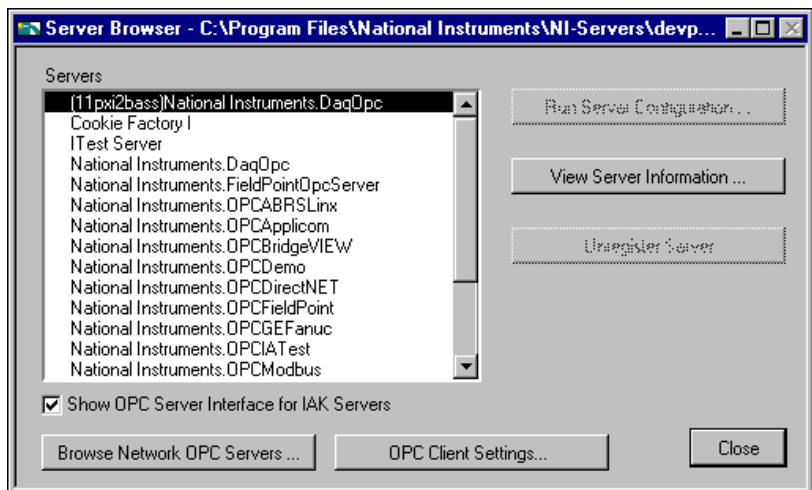 Server Browser - C:\Program Files\National Instruments\NI-Servers\devp...
Servers
(11pxi2bass)National Instruments.DaqOpc
Cookie Factory I
ITest Server
National Instruments.DaqOpc
National Instruments.FieldPointOpcServer
National Instruments.OPCABRSLinx
National Instruments.OPCApplicom
National Instruments.OPCBridgeVIEW
National Instruments.OPCDemo
National Instruments.OPCDirectNET
National Instruments.OPCFieldPoint
National Instruments.OPCGEFanuc
National Instruments.OPCIATest
National Instruments.OPCModbus
Run Server Configuration ...
View Server Information ...
Unregister Server
Show OPC Server Interface for IAK Servers
Browse Network OPC Servers ...
OPC Client Settings...
Close